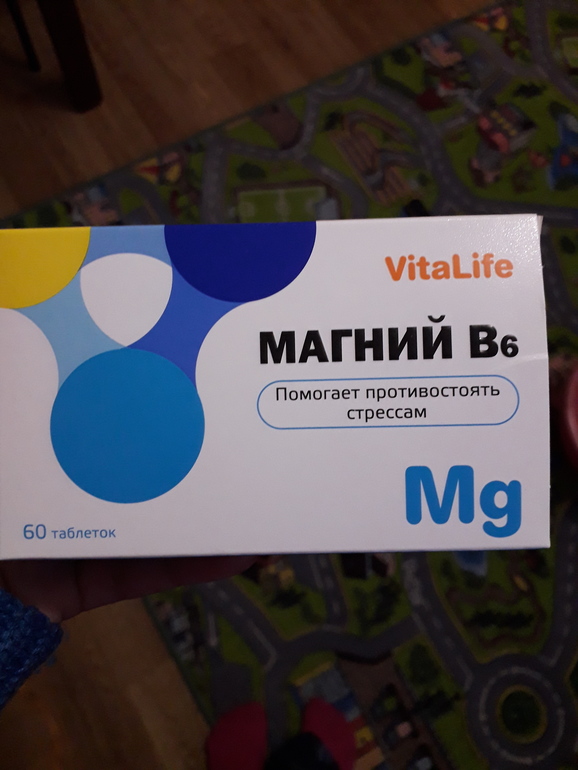 VitaLife
МАГНИЙ B6
Помогает противостоять
стрессам
Mg
60 таблеток